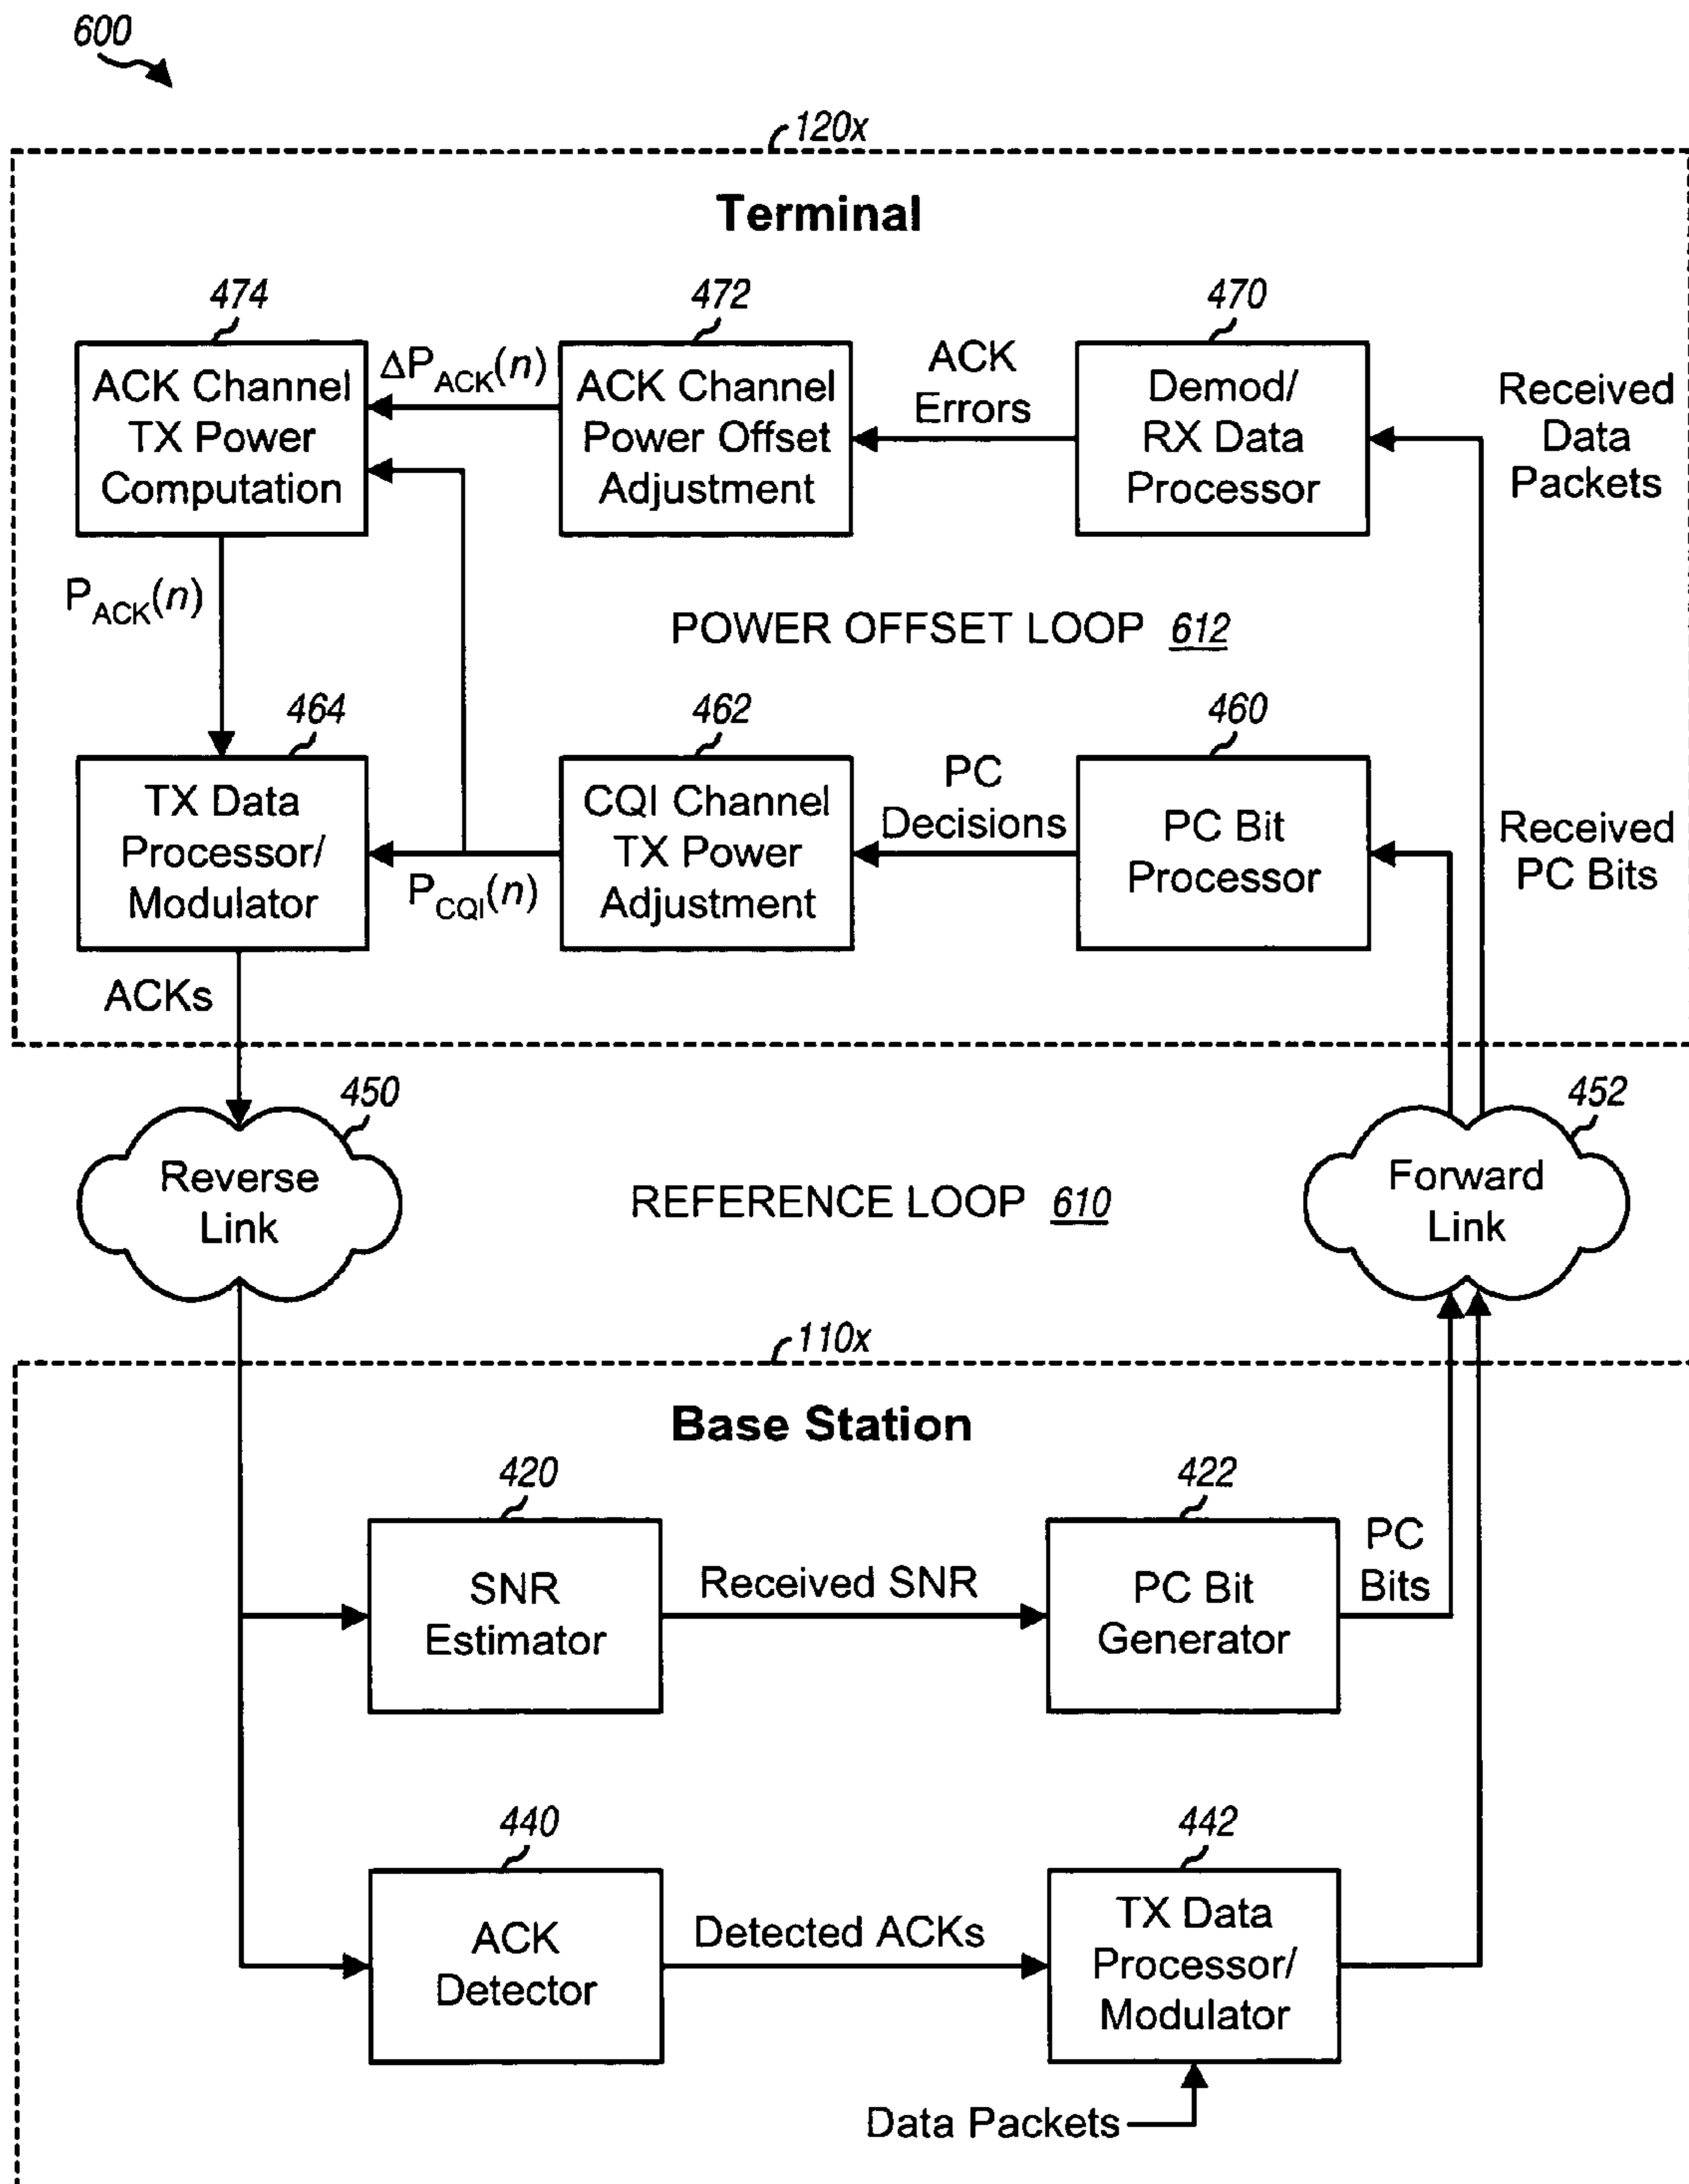 600
120x
Terminal
474
472
470
ACK Channel
TX Power
Computation
ΔP_ACK(n)
ACK Channel
Power Offset
Adjustment
ACK
Errors
Demod/
RX Data
Processor
Received
Data
Packets
P_ACK(n)
POWER OFFSET LOOP 612
464
462
460
TX Data
Processor/
Modulator
P_CQI(n)
CQI Channel
TX Power
Adjustment
PC
Decisions
PC Bit
Processor
Received
PC Bits
ACKs
450
452
Reverse
Link
REFERENCE LOOP 610
Forward
Link
110x
Base Station
420
422
SNR
Estimator
Received SNR
PC Bit
Generator
PC
Bits
440
442
ACK
Detector
Detected ACKs
TX Data
Processor/
Modulator
Data Packets